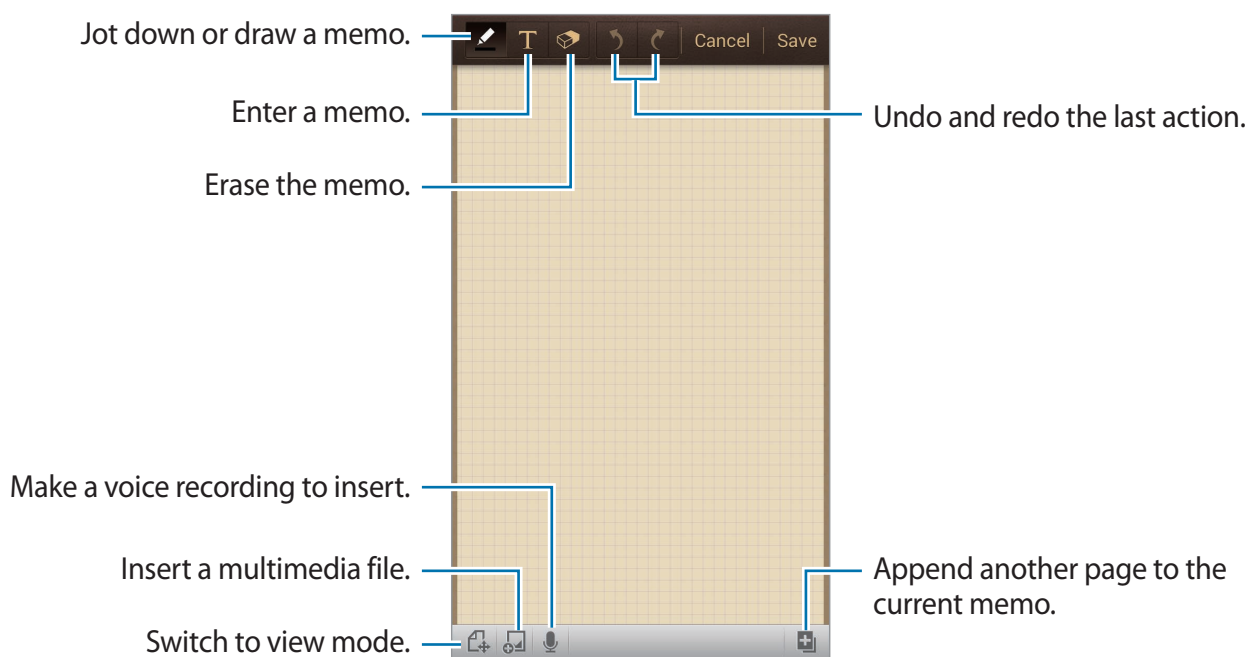 Jot down or draw a memo.
T
Cancel
Save
Enter a memo.
Undo and redo the last action.
Erase the memo.
Make a voice recording to insert.
Insert a multimedia file.
Append another page to the
current memo.
Switch to view mode.